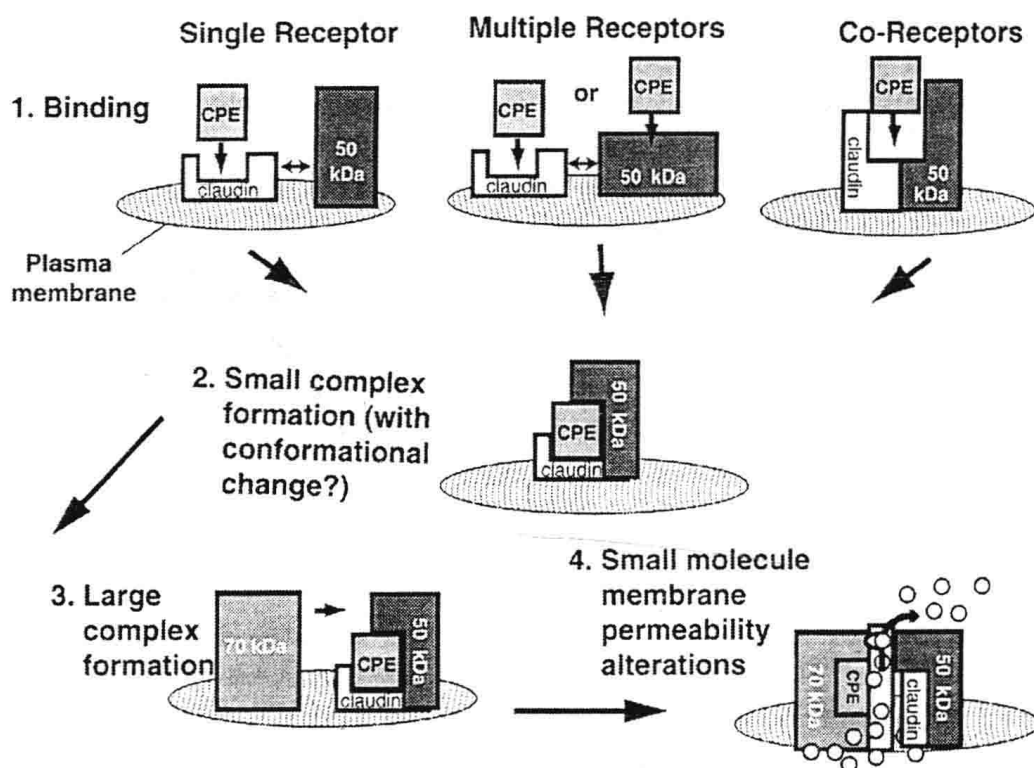 Single Receptor
Multiple Receptors
Co-Receptors
1. Binding
CPE
50
kDa
claudin
CPE
or
CPE
50 kDa
claudin
CPE
claudin
50
kDa
Plasma
membrane
2. Small complex
formation (with
conformational
change?)
50 kDa
CPE
claudin
3. Large
complex
formation
70 kDa
50 kDa
CPE
claudin
4. Small molecule
membrane
permeability
alterations
70 kDa
CPE
claudin
50 kDa